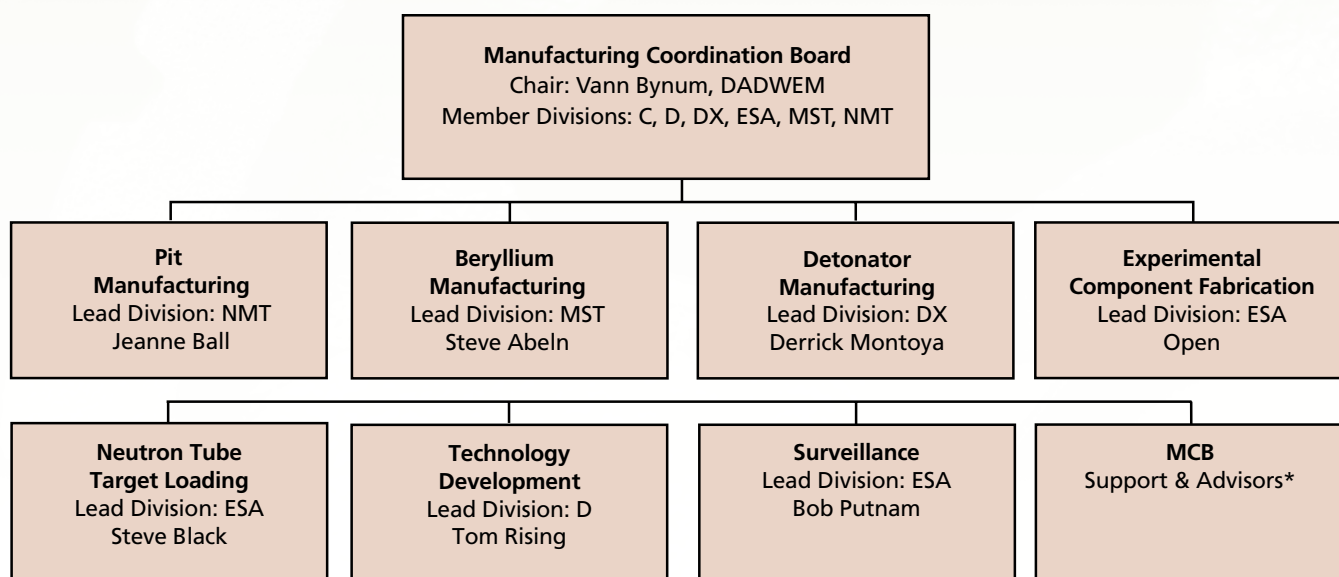 Manufacturing Coordination Board
Chair: Vann Bynum, DADWEM
Member Divisions: C, D, DX, ESA, MST, NMT
Pit
Manufacturing
Lead Division: NMT
Jeanne Ball
Beryllium
Manufacturing
Lead Division: MST
Steve Abeln
Detonator
Manufacturing
Lead Division: DX
Derrick Montoya
Experimental
Component Fabrication
Lead Division: ESA
Open
Neutron Tube
Target Loading
Lead Division: ESA
Steve Black
Technology
Development
Lead Division: D
Tom Rising
Surveillance
Lead Division: ESA
Bob Putnam
MCB
Support & Advisors*